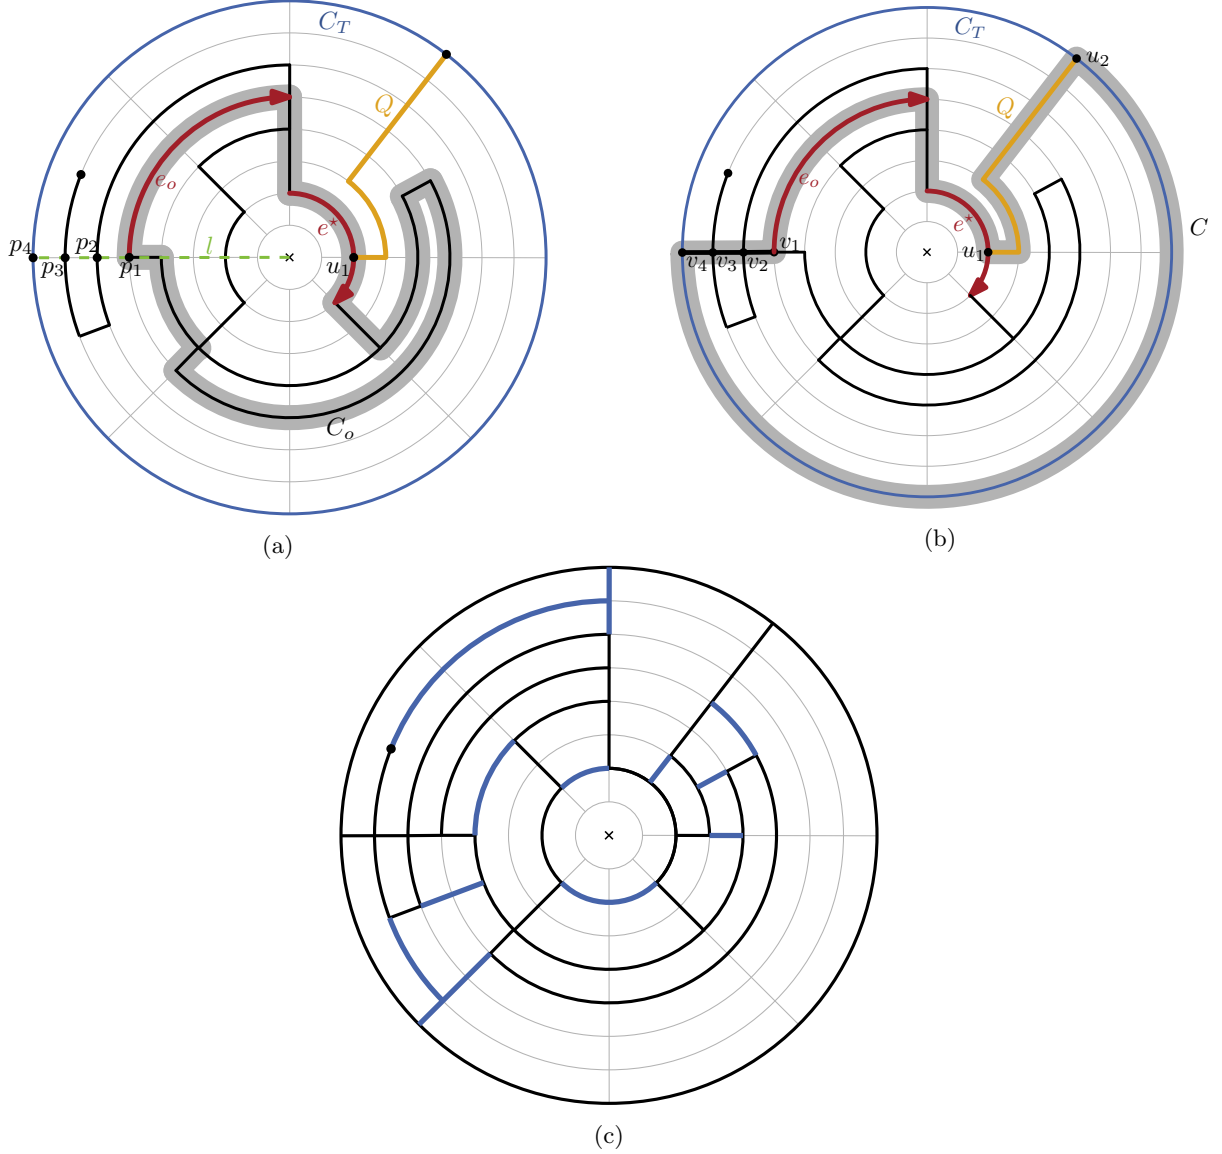 C_T
Q
e_o
e^⋆
p_4
p_3
p_2
p_1
l
u_1
C_o
(a)
C_T
u_2
Q
e_o
e^⋆
v_4
v_3
v_2
v_1
u_1
C
(b)
(c)